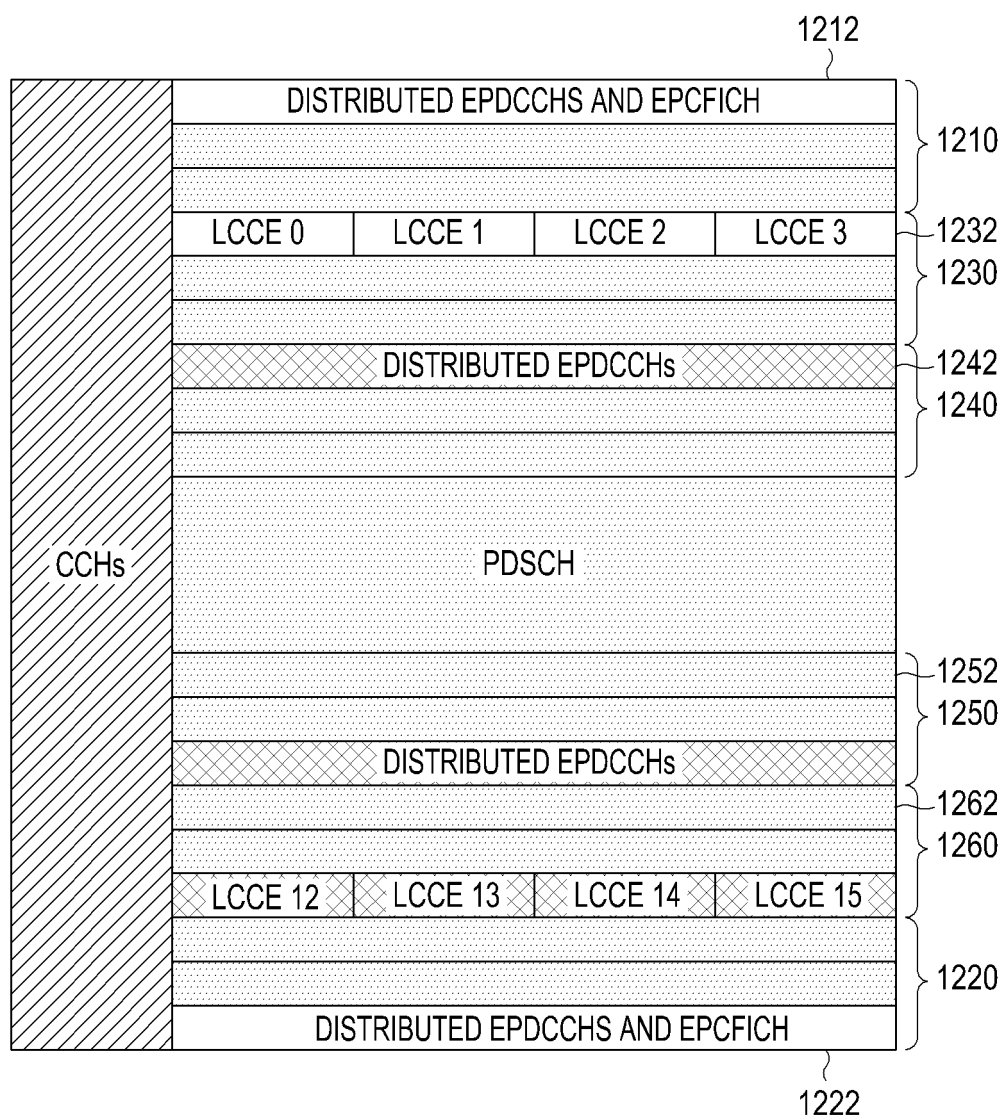 1212
DISTRIBUTED EPDCCHS AND EPCFICH
1210
LCCE 0 LCCE 1 LCCE 2 LCCE 3 1232
1230
DISTRIBUTED EPDCCHs 1242
1240
CCHs PDSCH
1252
1250
DISTRIBUTED EPDCCHs
1262
1260
LCCE 12 LCCE 13 LCCE 14 LCCE 15
1220
DISTRIBUTED EPDCCHS AND EPCFICH
1222